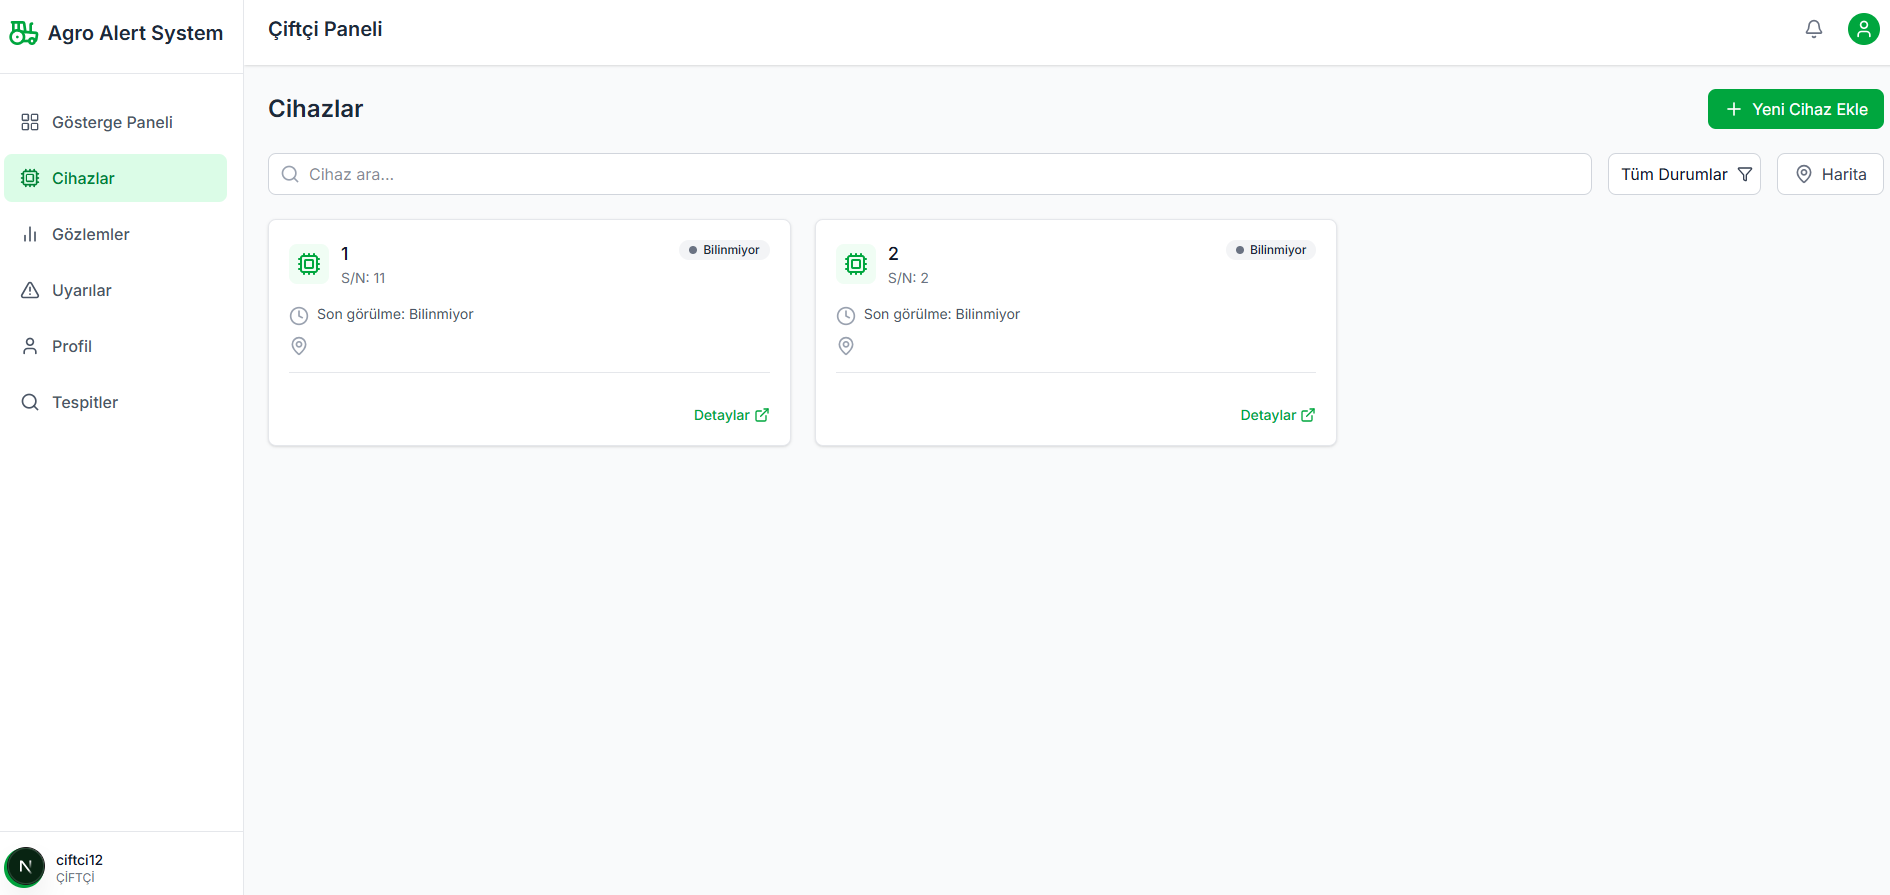 Agro Alert System
Çiftçi Paneli
Gösterge Paneli
Cihazlar
Gözlemler
Uyarılar
Profil
Tespitler
Cihazlar
Yeni Cihaz Ekle
Cihaz ara...
Tüm Durumlar
Harita
1
Bilinmiyor
S/N: 11
Son görülme: Bilinmiyor
Detaylar
2
Bilinmiyor
S/N: 2
Son görülme: Bilinmiyor
Detaylar
N
ciftci12
ÇİFTÇİ